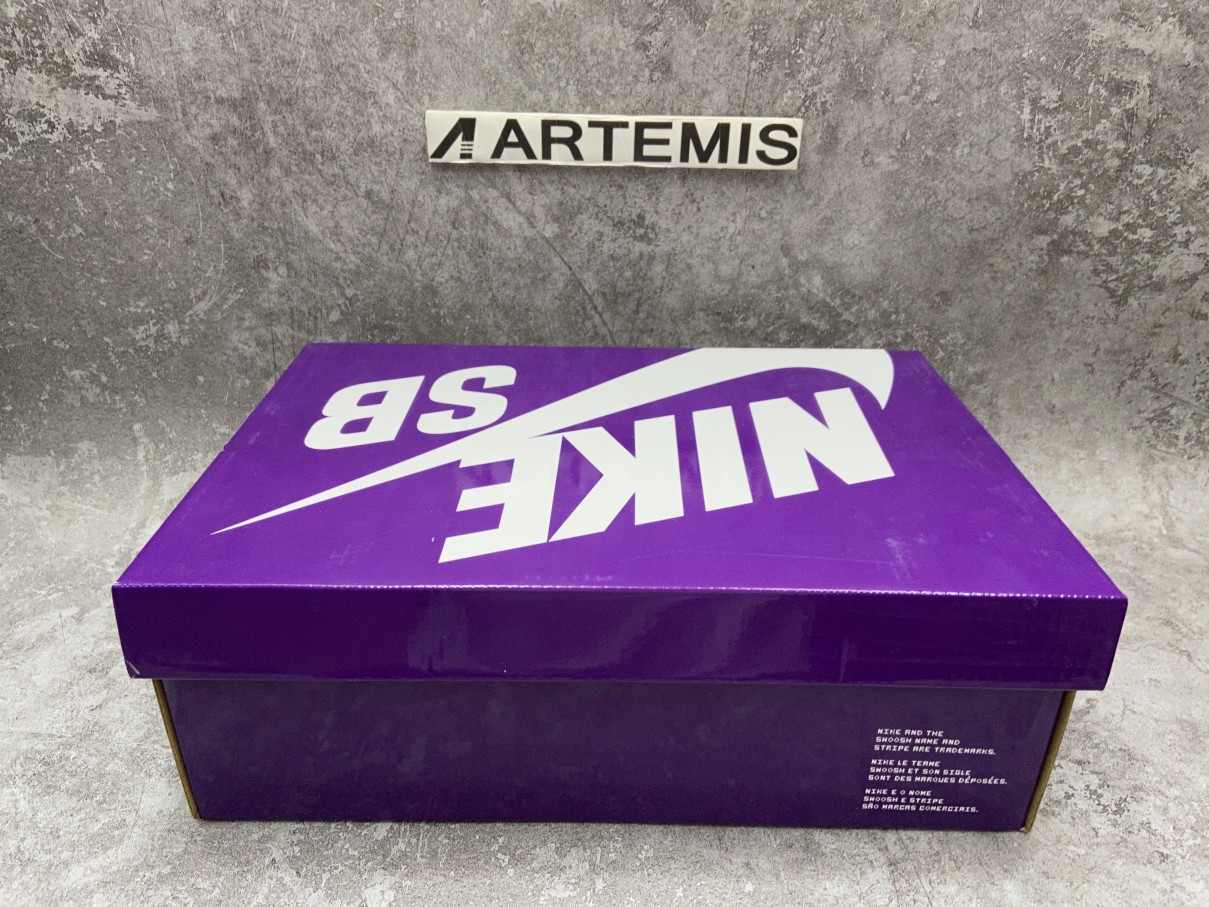 ARTEMIS
NIKE
SB
NIKE AND THE
SWOOSH NAME AND
STRIPE ARE TRADEMARKS.
NIKE LE TERME
SWOOSH ET SON SIGLE
SONT DES MARQUES DÉPOSÉES.
NIKE E O NOME
SWOOSH E STRIPE
SÃO MARCAS COMERCIAIS.